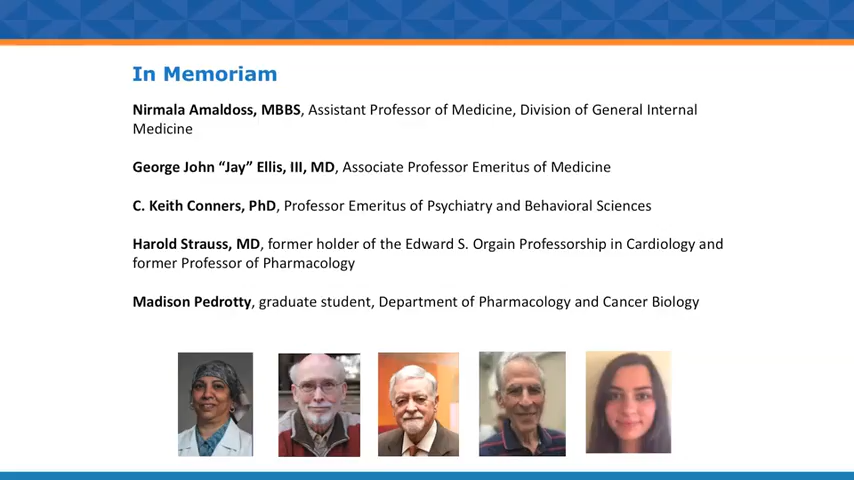 In Memoriam
Nirmala Amaldoss, MBBS, Assistant Professor of Medicine, Division of General Internal
Medicine
George John “Jay” Ellis, III, MD, Associate Professor Emeritus of Medicine
C. Keith Conners, PhD, Professor Emeritus of Psychiatry and Behavioral Sciences
Harold Strauss, MD, former holder of the Edward S. Orgain Professorship in Cardiology and
former Professor of Pharmacology
Madison Pedrotty, graduate student, Department of Pharmacology and Cancer Biology